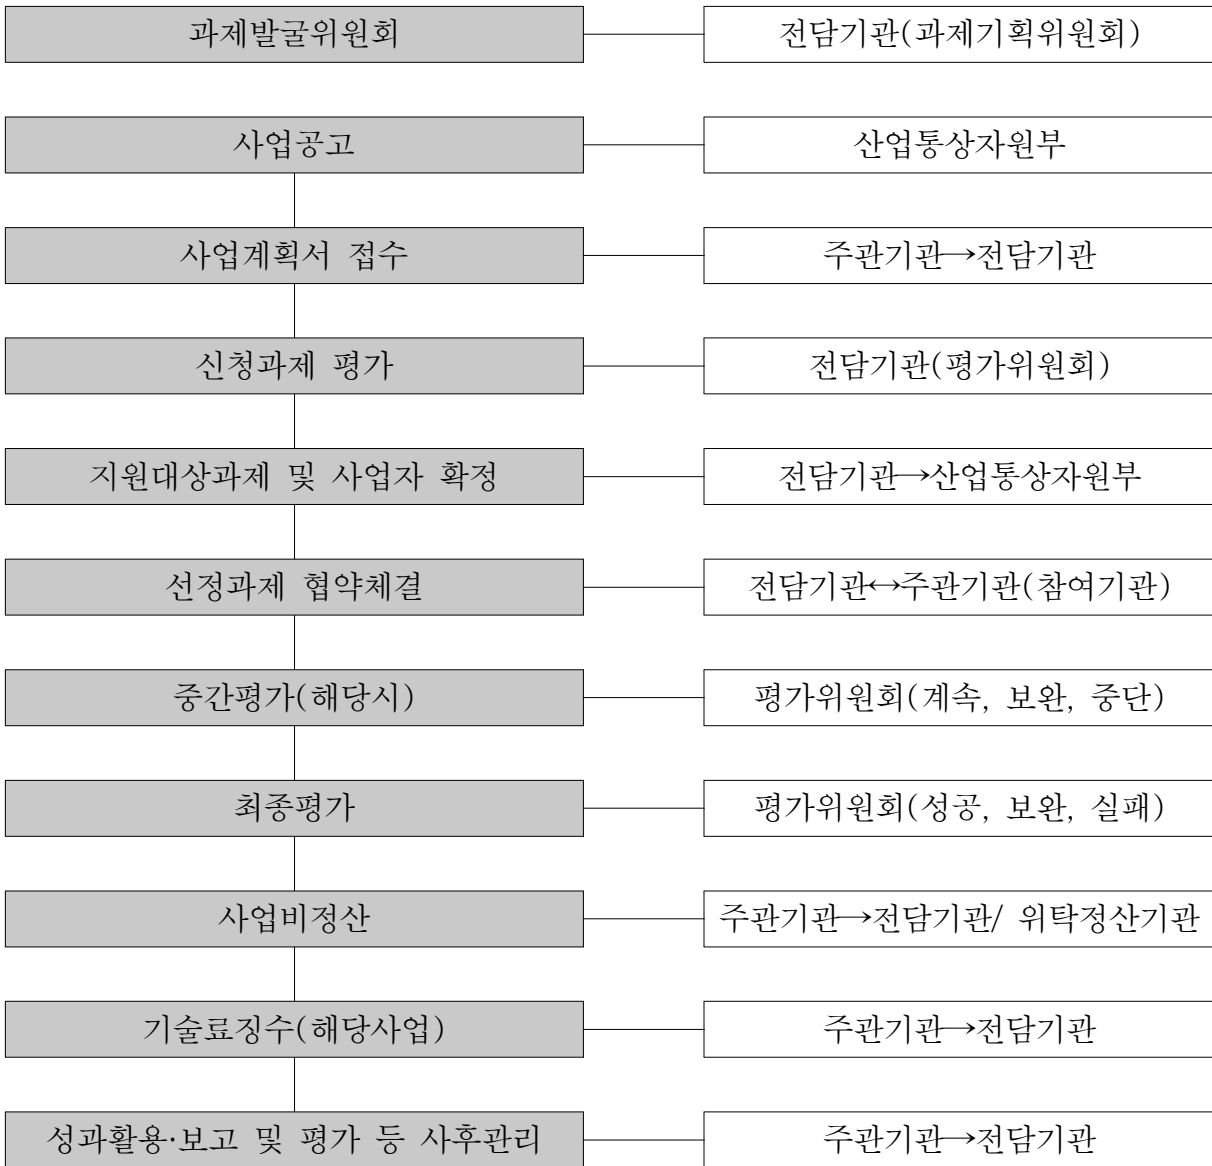 과제발굴위원회
전담기관(과제기획위원회)
사업공고
산업통상자원부
사업계획서 접수
주관기관→전담기관
신청과제 평가
전담기관(평가위원회)
지원대상과제 및 사업자 확정
전담기관→산업통상자원부
선정과제 협약체결
전담기관↔주관기관(참여기관)
중간평가(해당시)
평가위원회(계속, 보완, 중단)
최종평가
평가위원회(성공, 보완, 실패)
사업비정산
주관기관→전담기관/ 위탁정산기관
기술료징수(해당사업)
주관기관→전담기관
성과활용·보고 및 평가 등 사후관리
주관기관→전담기관